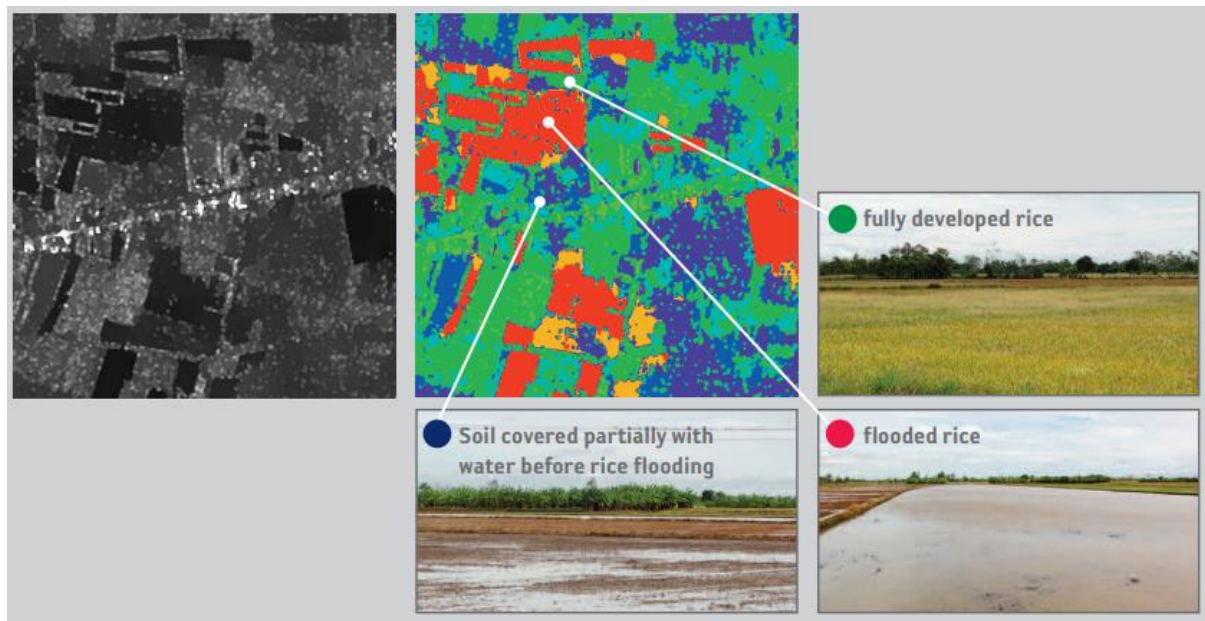 fully developed rice
Soil covered partially with
water before rice flooding
flooded rice